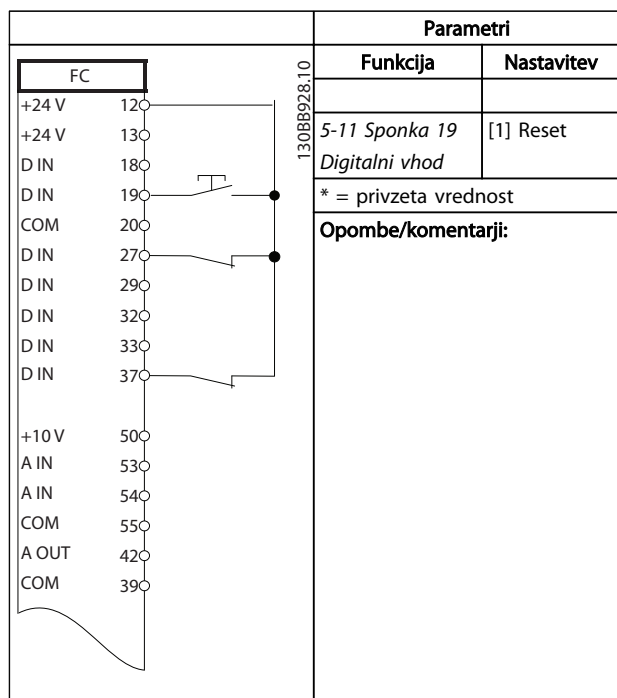 FC
+24 V 12
+24 V 13
D IN 18
D IN 19
COM 20
D IN 27
D IN 29
D IN 32
D IN 33
D IN 37
+10 V 50
A IN 53
A IN 54
COM 55
A OUT 42
COM 39
130BB928.10
Parametri
Funkcija Nastavitev
5-11 Sponka 19 [1] Reset
Digitalni vhod
* = privzeta vrednost
Opombe/komentarji: